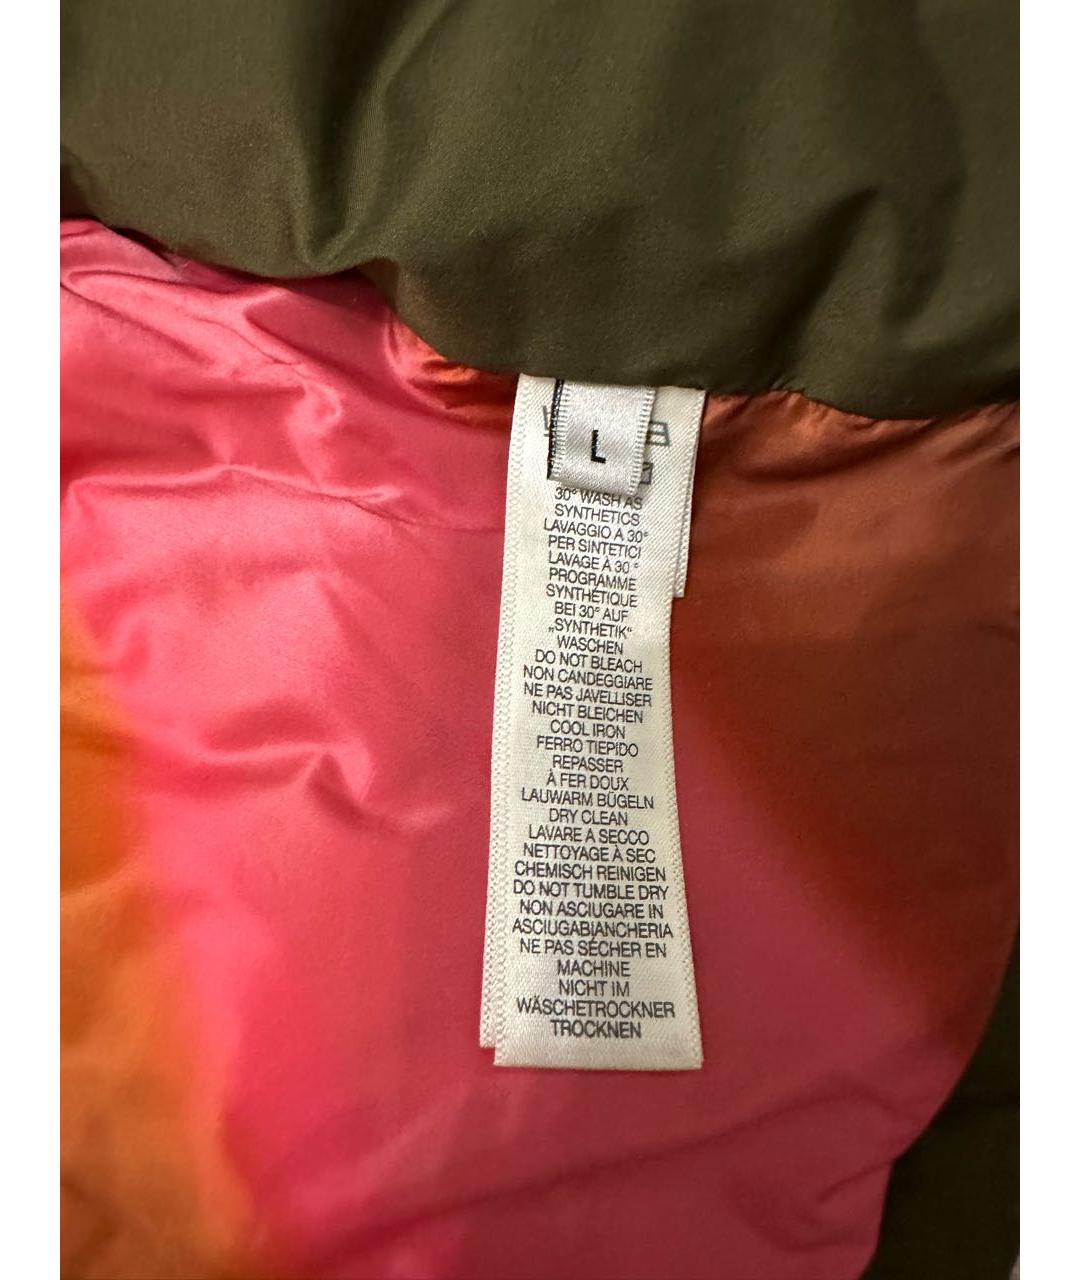 L
30° WASH AS
SYNTHETICS
LAVAGGIO A 30°
PER SINTETICI
LAVAGE À 30 °
PROGRAMME
SYNTHÉTIQUE
BEI 30° AUF
„SYNTHETIK“
WASCHEN
DO NOT BLEACH
NON CANDEGGIARE
NE PAS JAVELLISER
NICHT BLEICHEN
COOL IRON
FERRO TIEPIDO
REPASSER
À FER DOUX
LAUWARM BÜGELN
DRY CLEAN
LAVARE A SECCO
NETTOYAGE À SEC
CHEMISCH REINIGEN
DO NOT TUMBLE DRY
NON ASCIUGARE IN
ASCIUGABIANCHERIA
NE PAS SÉCHER EN
MACHINE
NICHT IM
WÄSCHETROCKNER
TROCKNEN